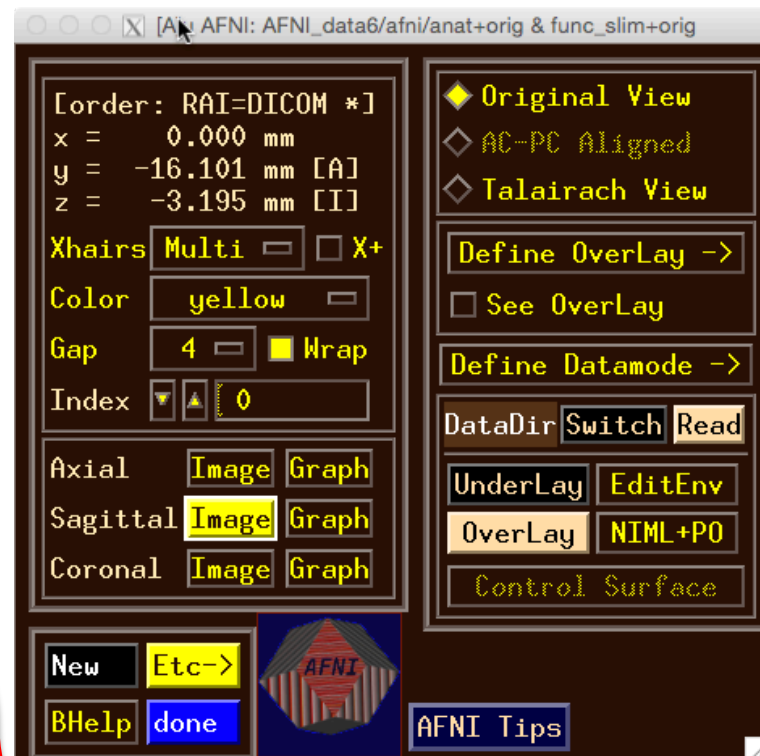 [A] AFNI: AFNI_data6/afni/anat+orig & func_slim+orig
[order: RAI=DICOM *]
x = 0.000 mm
y = -16.101 mm [A]
z = -3.195 mm [I]
Xhairs Multi X+
Color yellow
Gap 4 Wrap
Index 0
Axial Image Graph
Sagittal Image Graph
Coronal Image Graph
New Etc->
BHelp done
AFNI
Original View
AC-PC Aligned
Talairach View
Define OverLay ->
See OverLay
Define Datamode ->
DataDir Switch Read
UnderLay EditEnv
OverLay NIML+PO
Control Surface
AFNI Tips